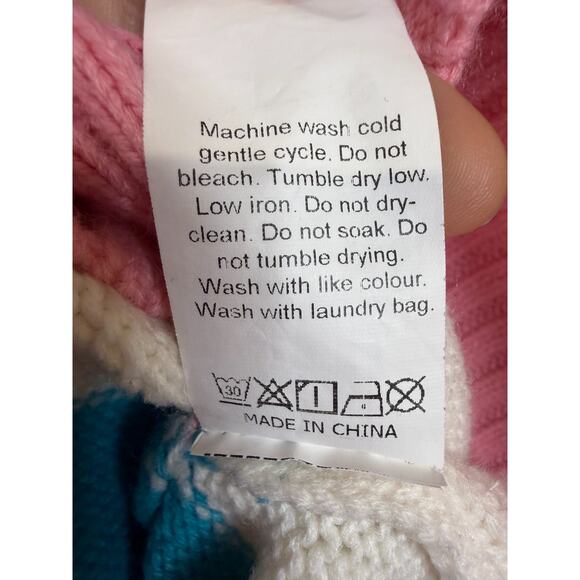 Machine wash cold
gentle cycle. Do not
bleach. Tumble dry low.
Low iron. Do not dry-
clean. Do not soak. Do
not tumble drying.
Wash with like colour.
Wash with laundry bag.
30
MADE IN CHINA